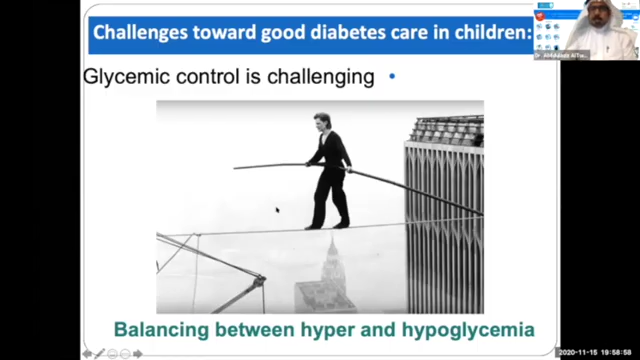 Challenges toward good diabetes care in children:
Glycemic control is challenging •
Balancing between hyper and hypoglycemia
2020-11-15 19:58:58